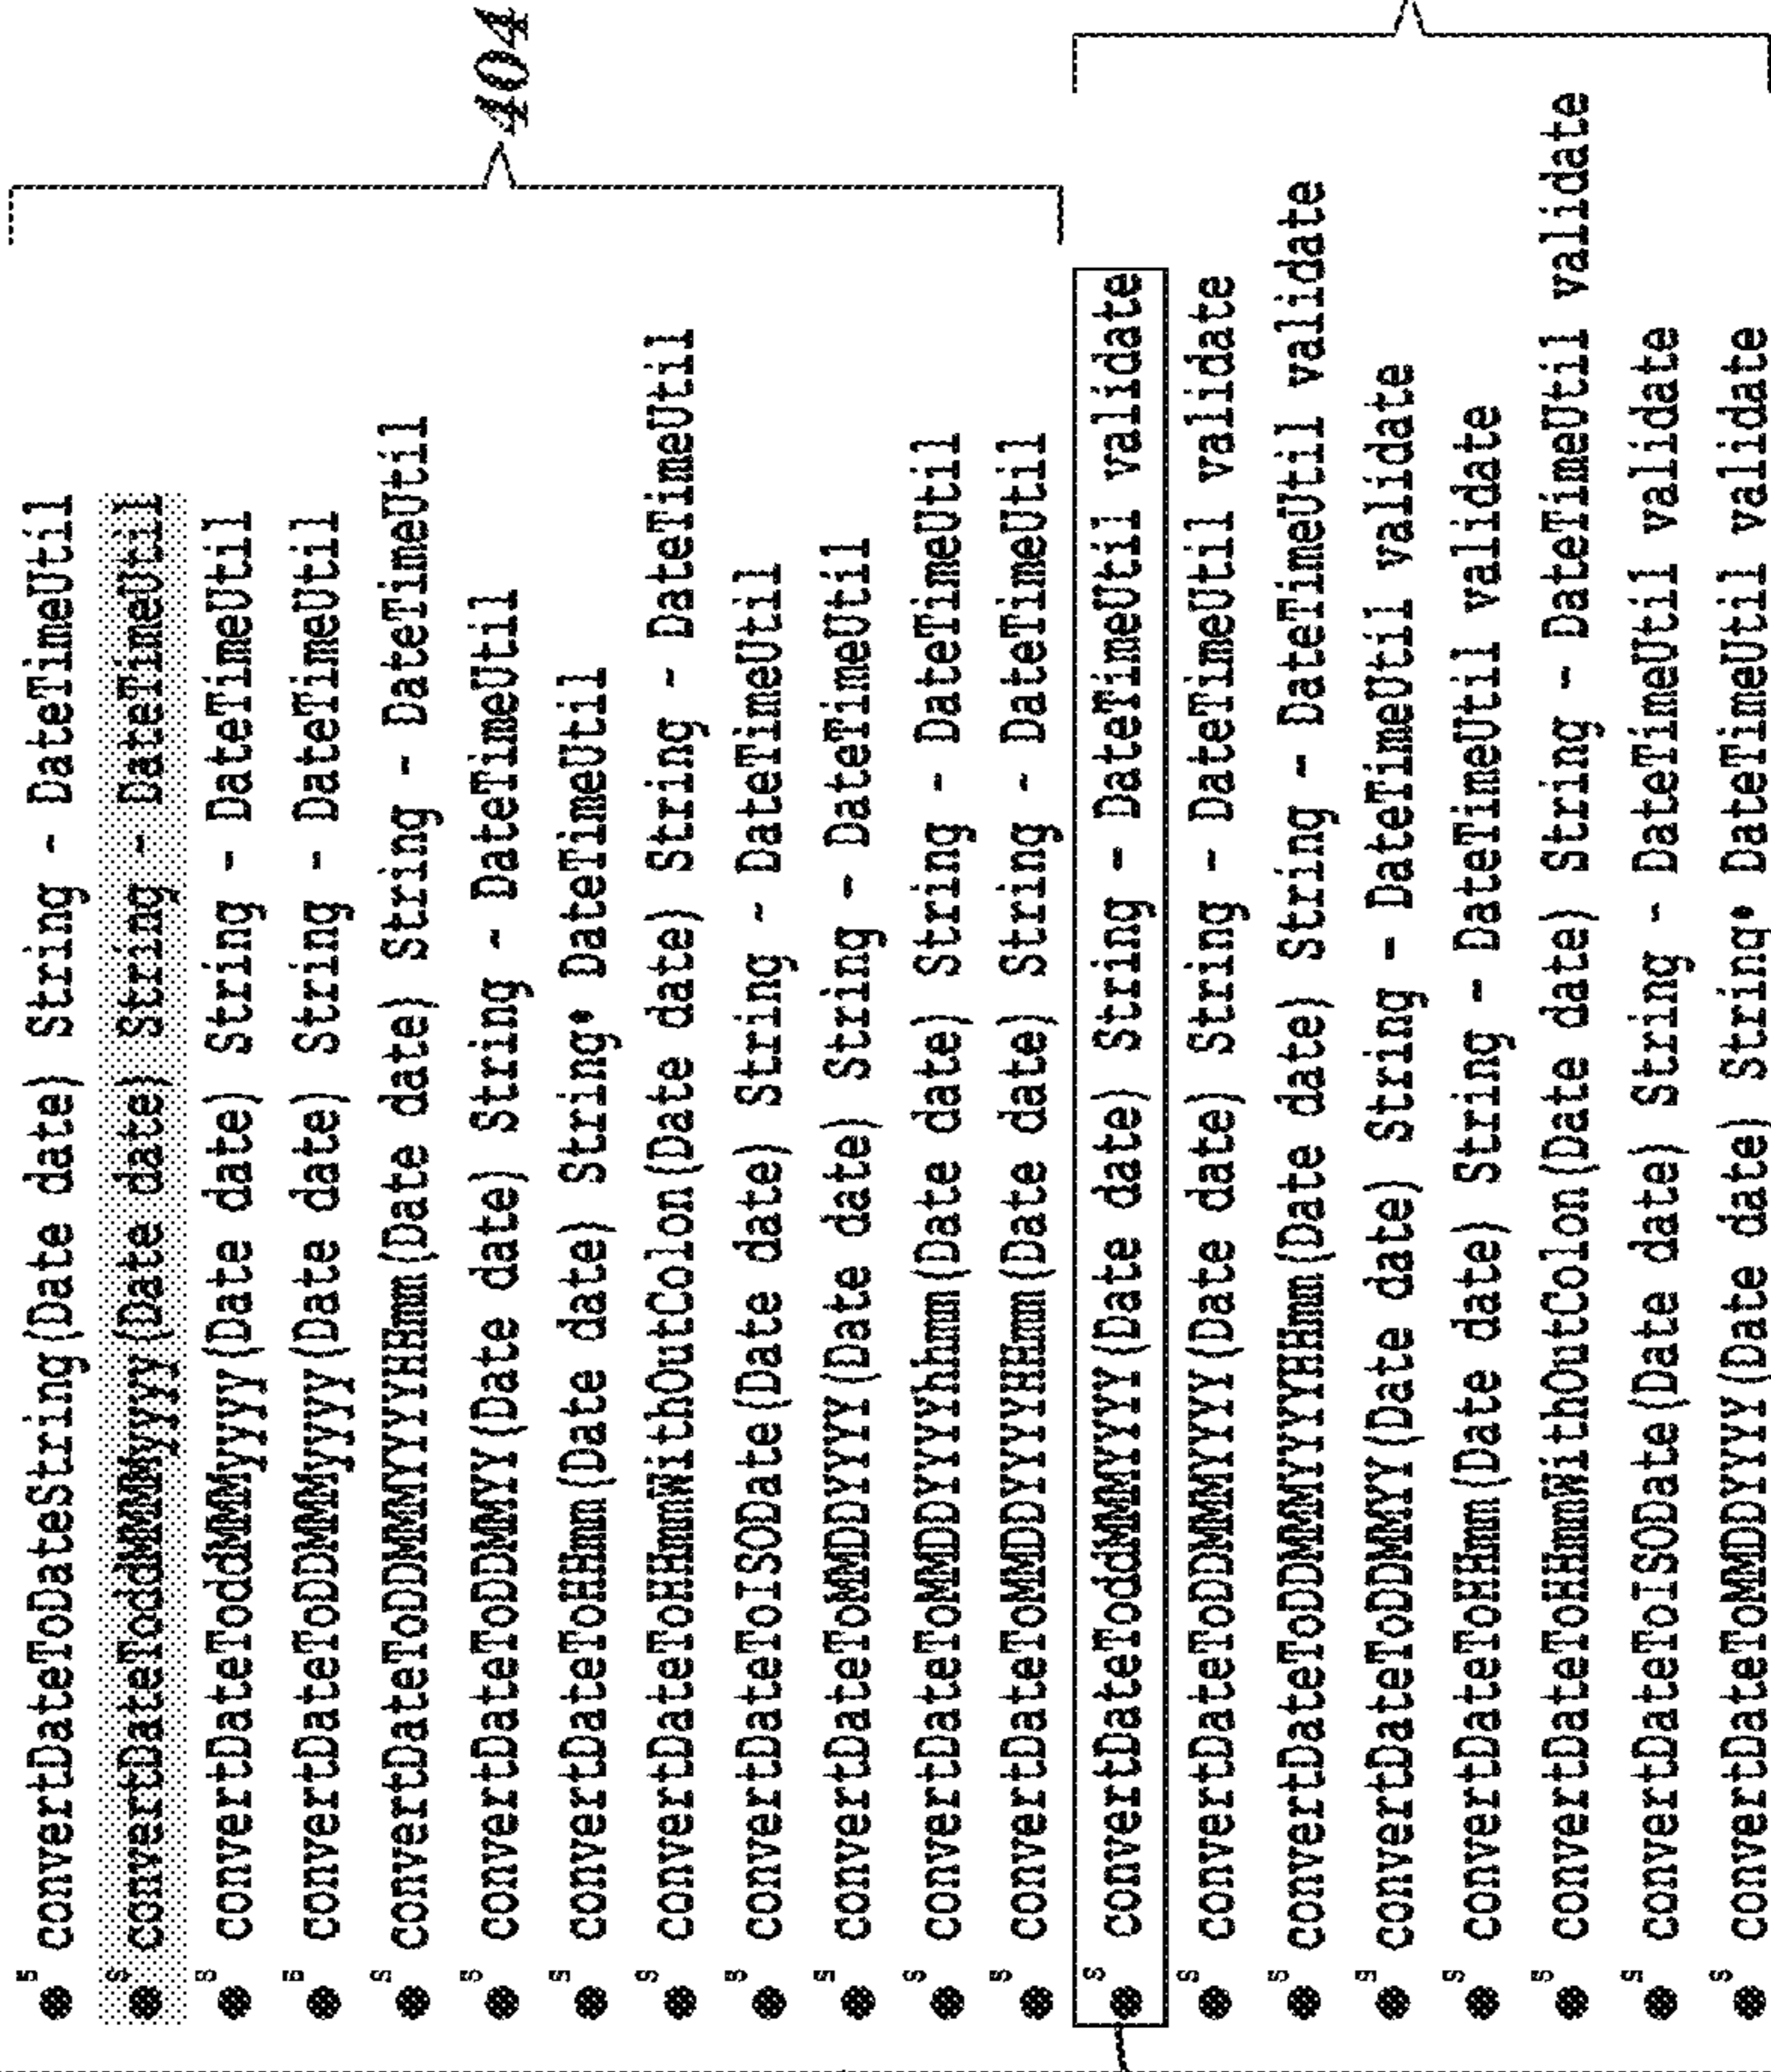 convertDateToDateString(Date date) String - DateTimeUtil
convertDateToddMMMyyyy(Date date) String - DateTimeUtil
convertDateToddMMyyyy(Date date) String - DateTimeUtil
convertDateToDDMMyyyy(Date date) String - DateTimeUtil
convertDateToDDMMYYYYHHmm(Date date) String - DateTimeUtil
convertDateToDDMMYY(Date date) String - DateTimeUtil
convertDateToHHmm(Date date) String• DateTimeUtil
convertDateToHHmmWithOutColon(Date date) String - DateTimeUtil
convertDateToISODate(Date date) String - DateTimeUtil
convertDateToMMDDYYYY(Date date) String - DateTimeUtil
convertDateToMMDDYYYYhhmm(Date date) String - DateTimeUtil
convertDateToMMDDYYYYHHmm(Date date) String - DateTimeUtil
404
convertDateToddMMMYYYY(Date date) String - DateTimeUtil validate
convertDateToDDMMYYYY(Date date) String - DateTimeUtil validate
convertDateToDDMMYYYYHHmm(Date date) String - DateTimeUtil validate
convertDateToDDMMYY(Date date) String - DateTimeUtil validate
convertDateToHHmm(Date date) String - DateTimeUtil validate
convertDateToHHmmWithOutColon(Date date) String - DateTimeUtil validate
convertDateToISODate(Date date) String - DateTimeUtil validate
convertDateToMMDDYYYY(Date date) String• DateTimeUtil validate